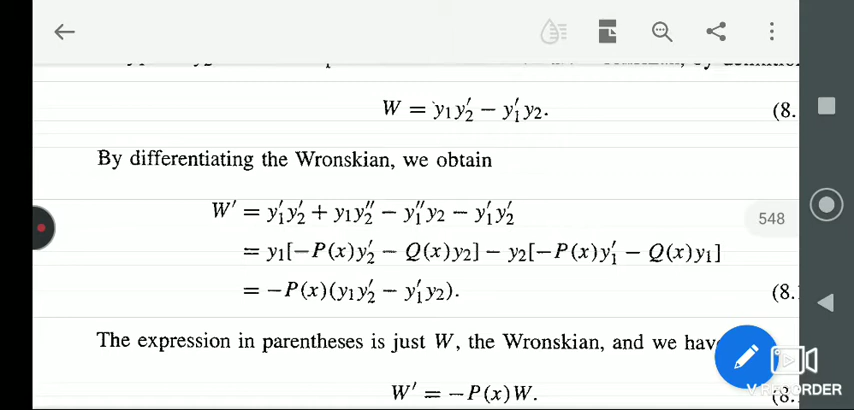 W = y₁y₂′ − y₁′y₂. (8.
By differentiating the Wronskian, we obtain
W′ = y₁′y₂′ + y₁y₂″ − y₁″y₂ − y₁′y₂′
548
= y₁[−P(x)y₂′ − Q(x)y₂] − y₂[−P(x)y₁′ − Q(x)y₁]
= −P(x)(y₁y₂′ − y₁′y₂). (8.
The expression in parentheses is just W, the Wronskian, and we hav
V RECORDER
W′ = −P(x)W. (8.